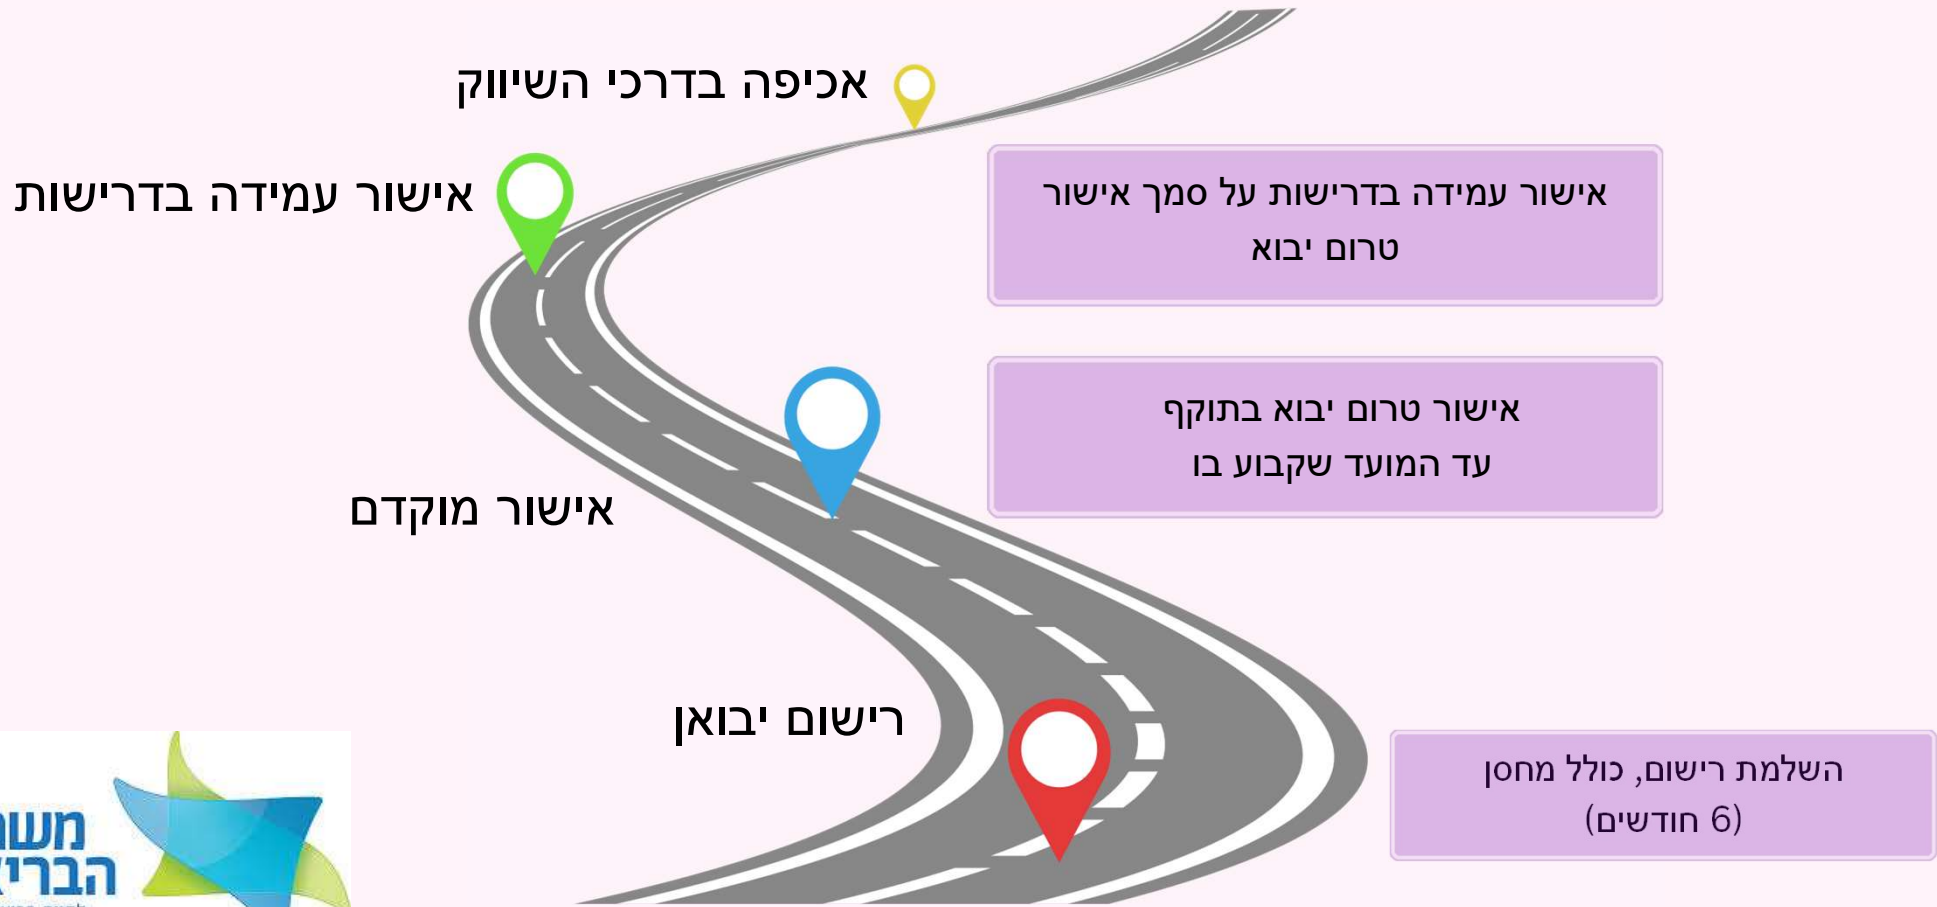 אכיפה בדרכי השיווק
אישור עמידה בדרישות
אישור עמידה בדרישות על סמך אישור
טרום יבוא
אישור טרום יבוא בתוקף
עד המועד שקבוע בו
אישור מוקדם
רישום יבואן
השלמת רישום, כולל מחסן
(6 חודשים)